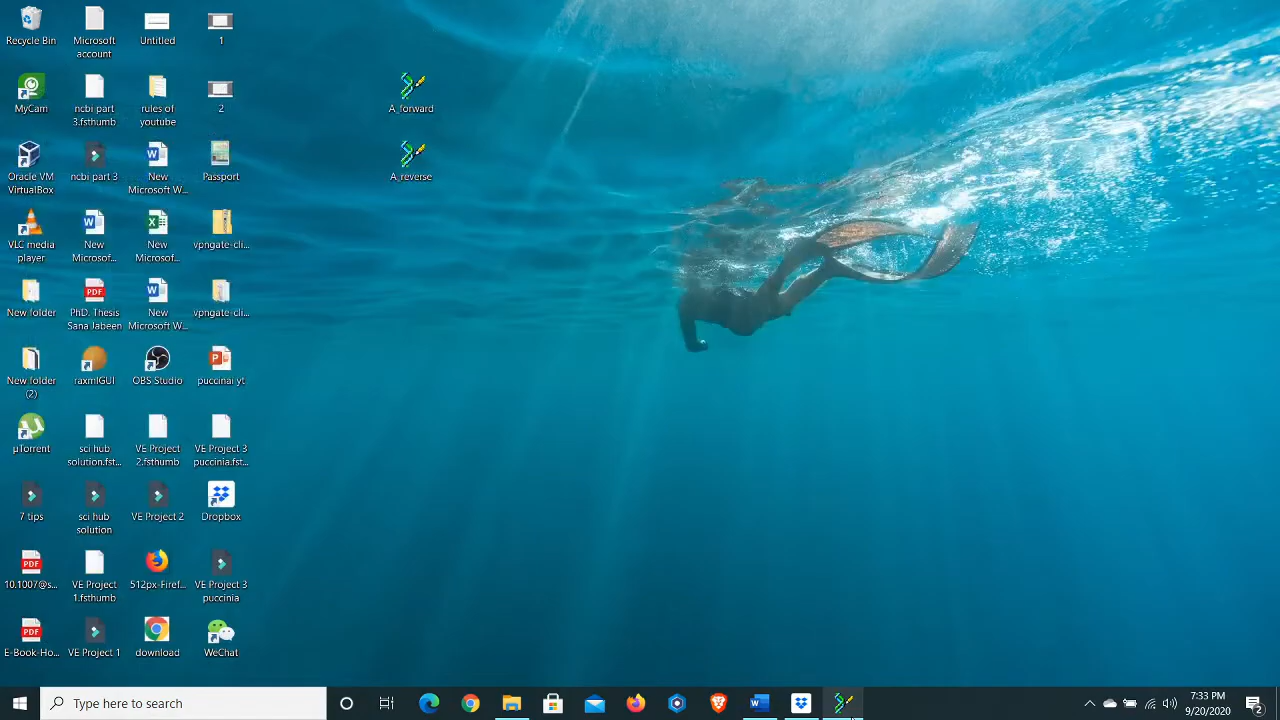 Recycle Bin
Microsoft
account
Untitled
1
MyCam
ncbi part
3.fsthumb
rules of
youtube
2
A_forward
Oracle VM
VirtualBox
ncbi part 3
New
Microsoft W...
Passport
A_reverse
VLC media
player
New
Microsof...
New
Microsof...
vpngate-cli...
New folder
PDF
PhD. Thesis
Sana Jabeen
New
Microsoft W...
vpngate-cli...
New folder
(2)
raxmlGUI
OBS Studio
puccinai yt
µTorrent
sci hub
solution.fst...
VE Project
2.fsthumb
VE Project 3
puccinia.fst...
7 tips
sci hub
solution
VE Project 2
Dropbox
PDF
10.1007@s...
VE Project
1.fsthumb
512px-Firef...
VE Project 3
puccinia
PDF
E-Book-Ho...
VE Project 1
download
WeChat
Type here to search
7:33 PM
9/20/2020
2